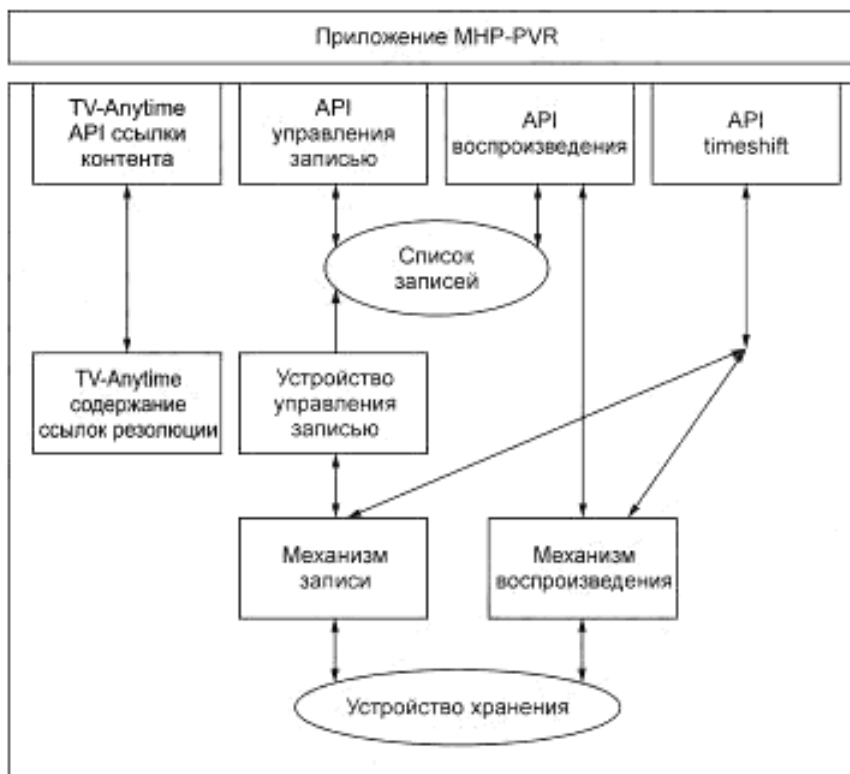 Приложение MHP-PVR
TV-Anytime
API ссылки
контента
API
управления
записью
API
воспроизведения
API
timeshift
Список
записей
TV-Anytime
содержание
ссылок резолюции
Устройство
управления
записью
Механизм
записи
Механизм
воспроизведения
Устройство хранения